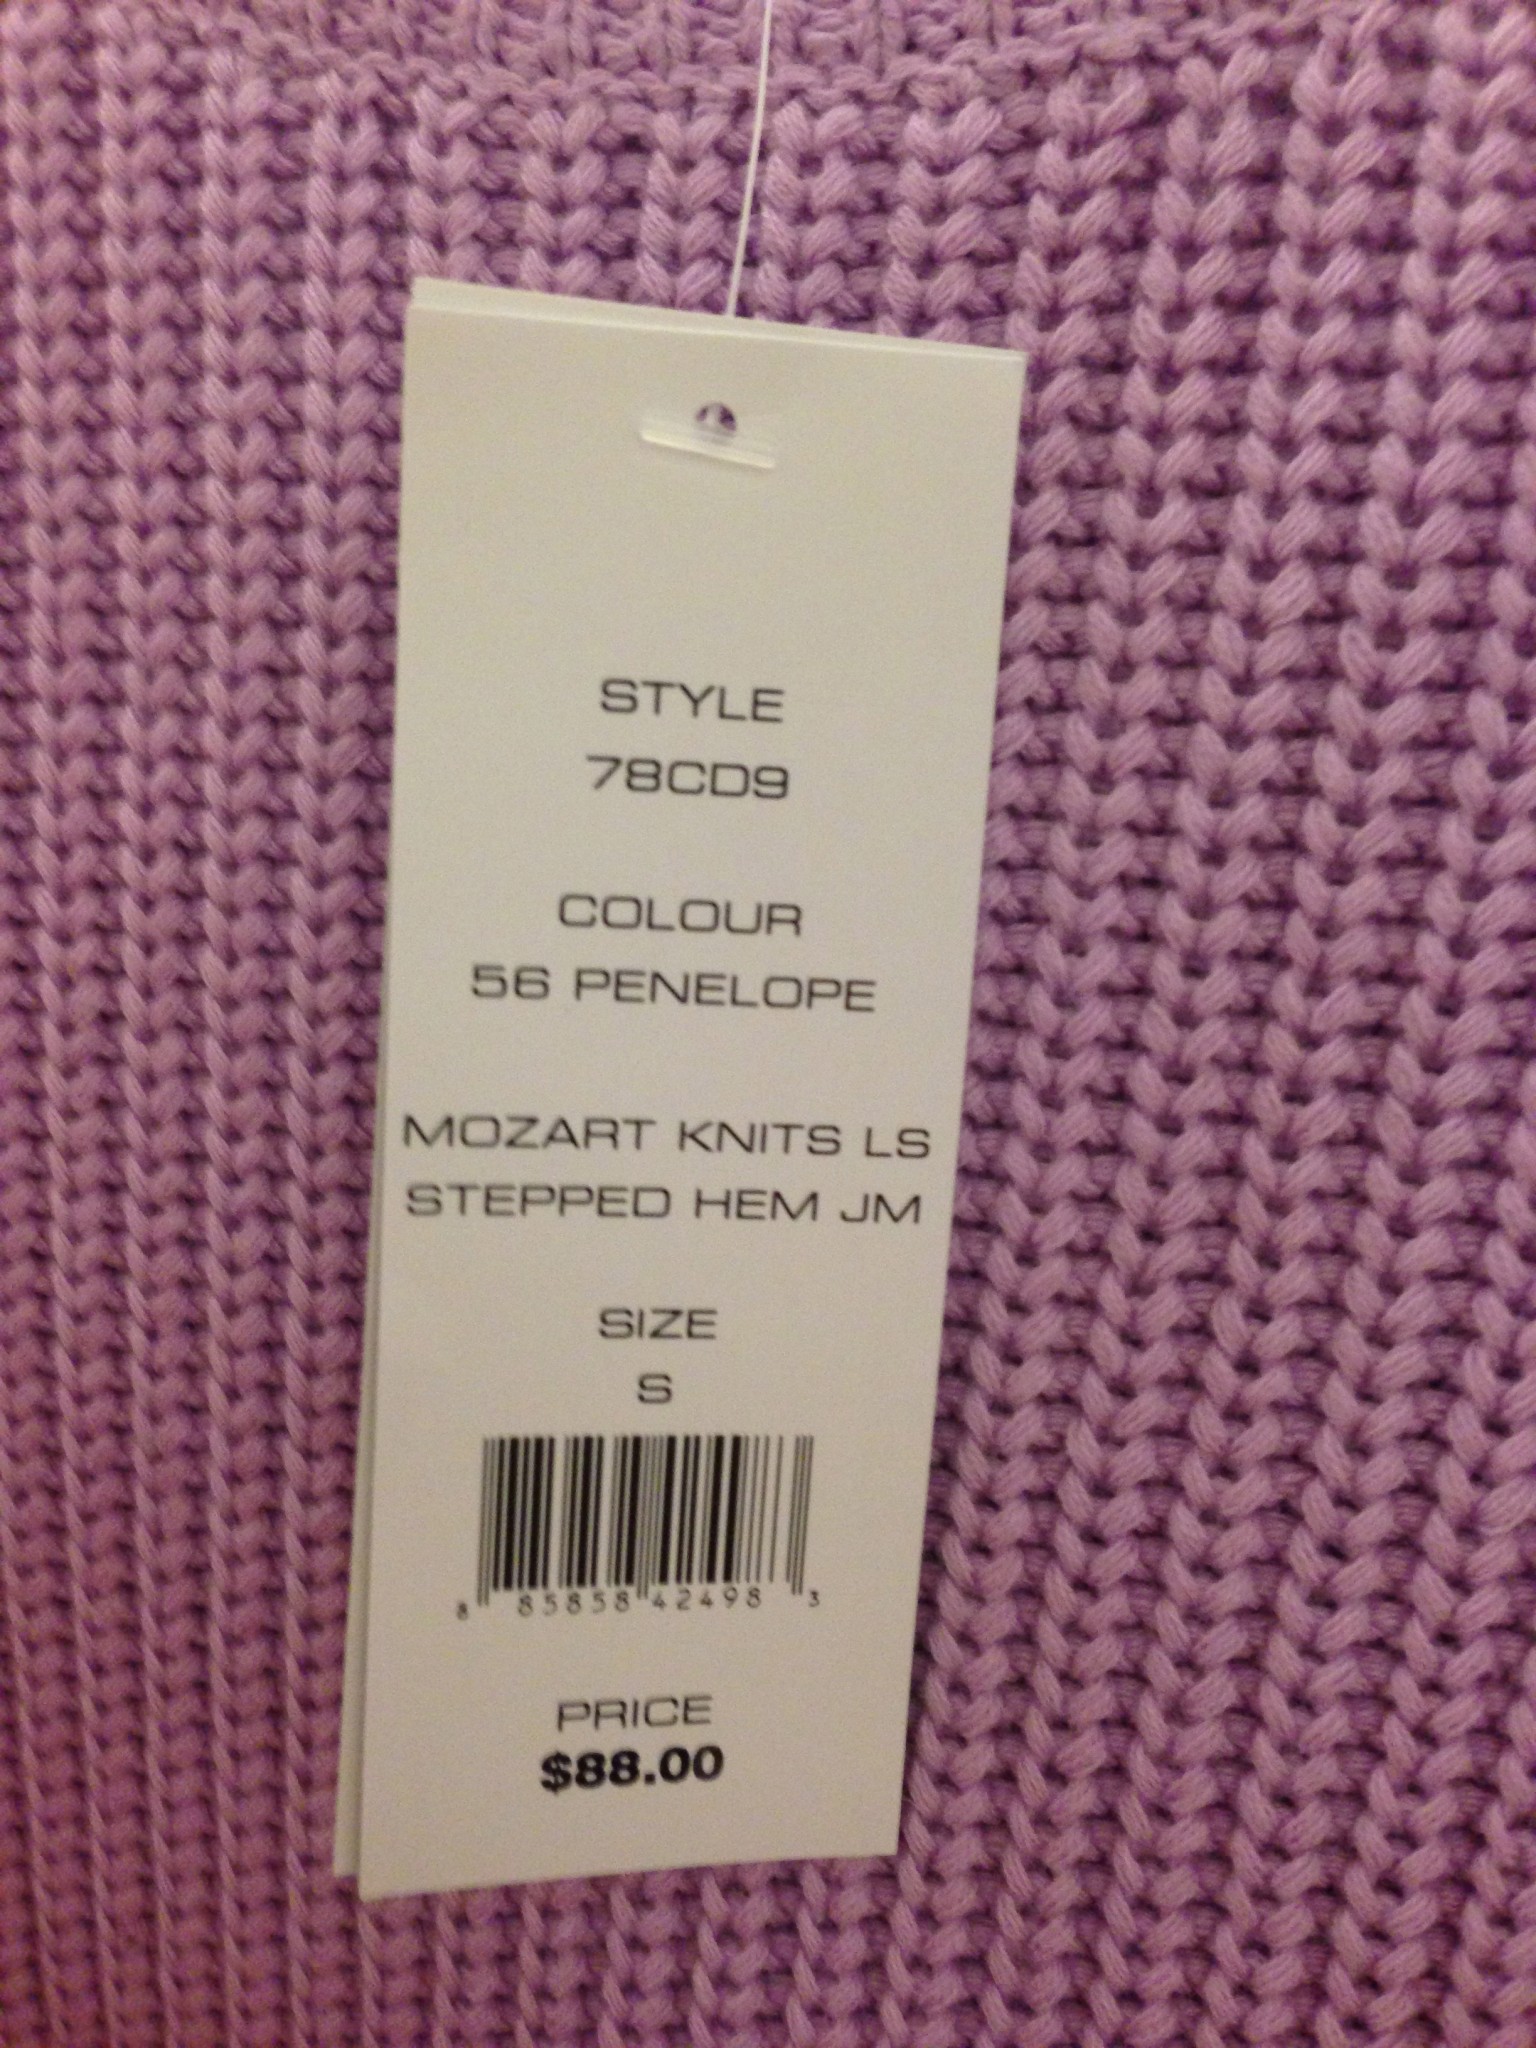 STYLE
78CD9
COLOUR
56 PENELOPE
MOZART KNITS LS
STEPPED HEM JM
SIZE
S
8 85858 42498 3
PRICE
$88.00